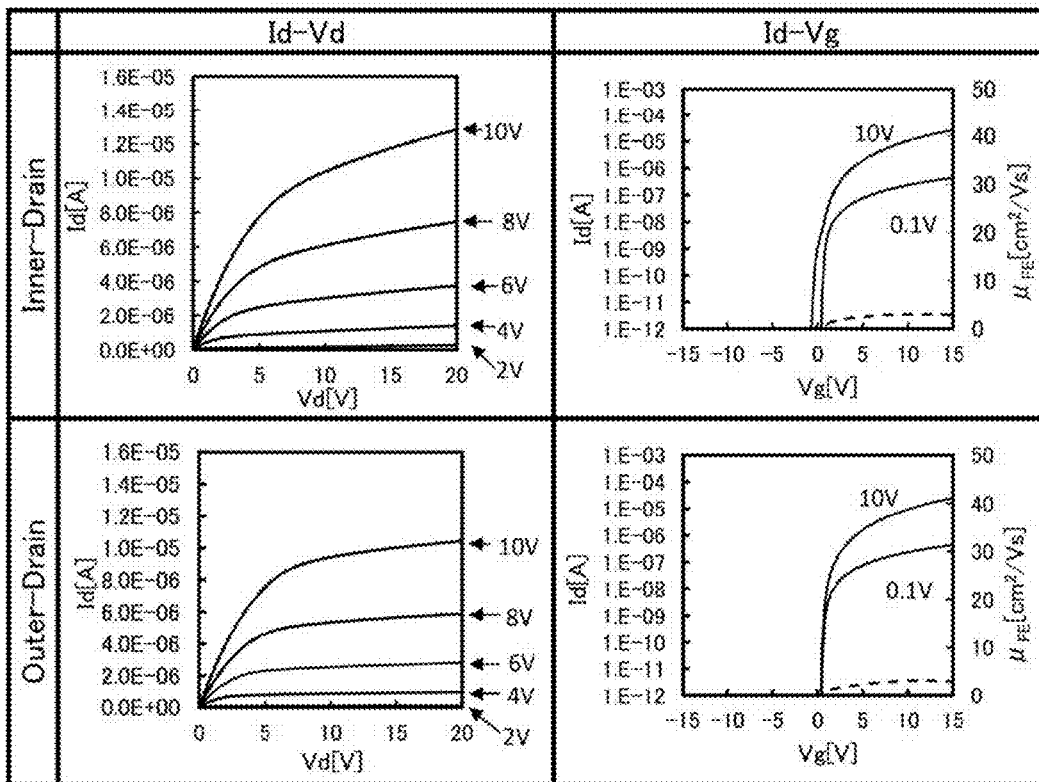 Id-Vd
Id-Vg
Inner-Drain
1.6E-05
1.4E-05
1.2E-05
1.0E-05
8.0E-06
6.0E-06
4.0E-06
2.0E-06
0.0E+00
Id[A]
0 5 10 15 20
Vd[V]
10V
8V
6V
4V
2V
1.E-03
1.E-04
1.E-05
1.E-06
1.E-07
1.E-08
1.E-09
1.E-10
1.E-11
1.E-12
Id[A]
-15 -10 -5 0 5 10 15
Vg[V]
10V
0.1V
50
40
30
20
10
0
μFE[cm²/Vs]
Outer-Drain
1.6E-05
1.4E-05
1.2E-05
1.0E-05
8.0E-06
6.0E-06
4.0E-06
2.0E-06
0.0E+00
Id[A]
0 5 10 15 20
Vd[V]
10V
8V
6V
4V
2V
1.E-03
1.E-04
1.E-05
1.E-06
1.E-07
1.E-08
1.E-09
1.E-10
1.E-11
1.E-12
Id[A]
-15 -10 -5 0 5 10 15
Vg[V]
10V
0.1V
50
40
30
20
10
0
μFE[cm²/Vs]